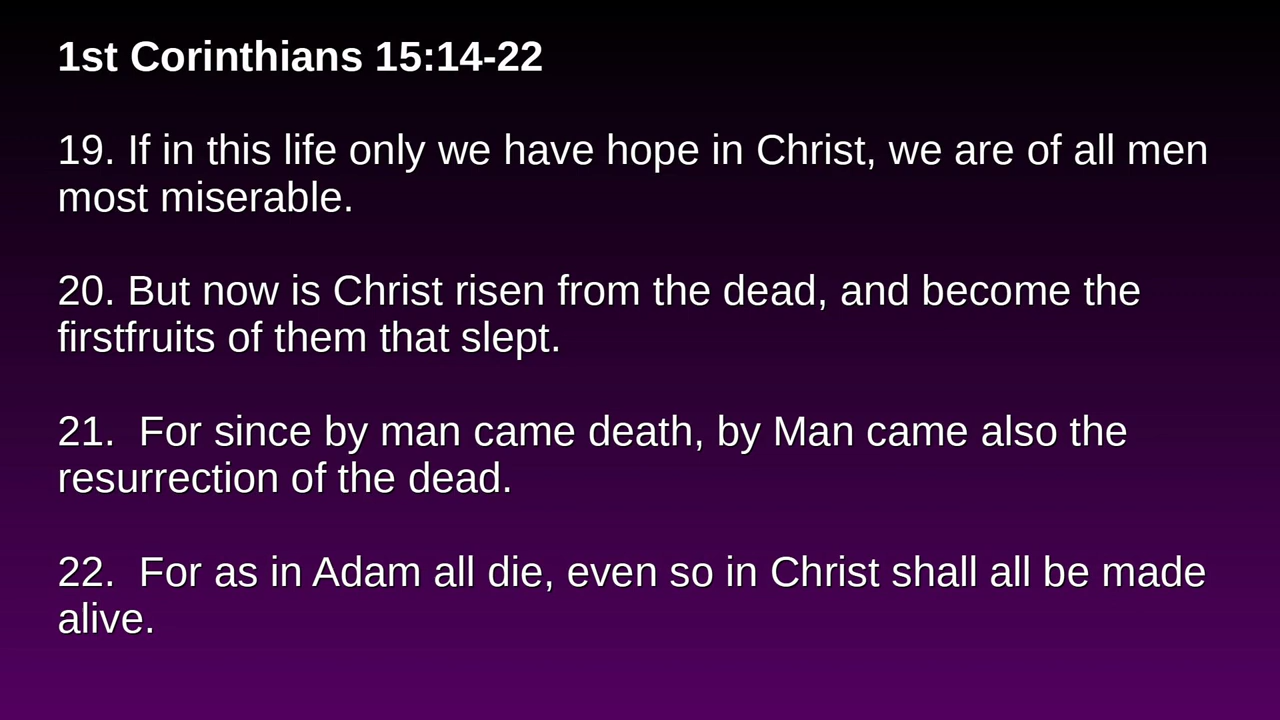 1st Corinthians 15:14-22
19. If in this life only we have hope in Christ, we are of all men
most miserable.
20. But now is Christ risen from the dead, and become the
firstfruits of them that slept.
21.  For since by man came death, by Man came also the
resurrection of the dead.
22.  For as in Adam all die, even so in Christ shall all be made
alive.